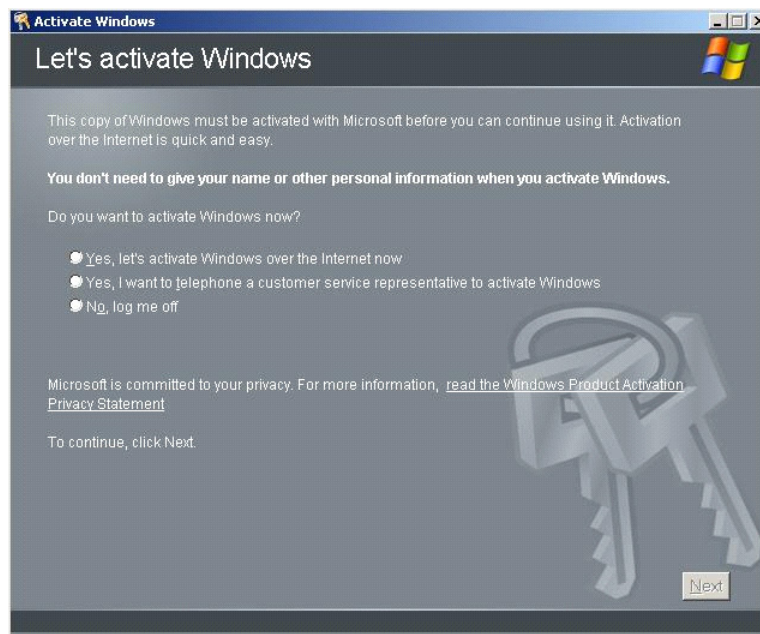 Activate Windows
Let's activate Windows
This copy of Windows must be activated with Microsoft before you can continue using it. Activation
over the Internet is quick and easy.
You don't need to give your name or other personal information when you activate Windows.
Do you want to activate Windows now?
Yes, let's activate Windows over the Internet now
Yes, I want to telephone a customer service representative to activate Windows
No, log me off
Microsoft is committed to your privacy. For more information, read the Windows Product Activation
Privacy Statement
To continue, click Next.
Next